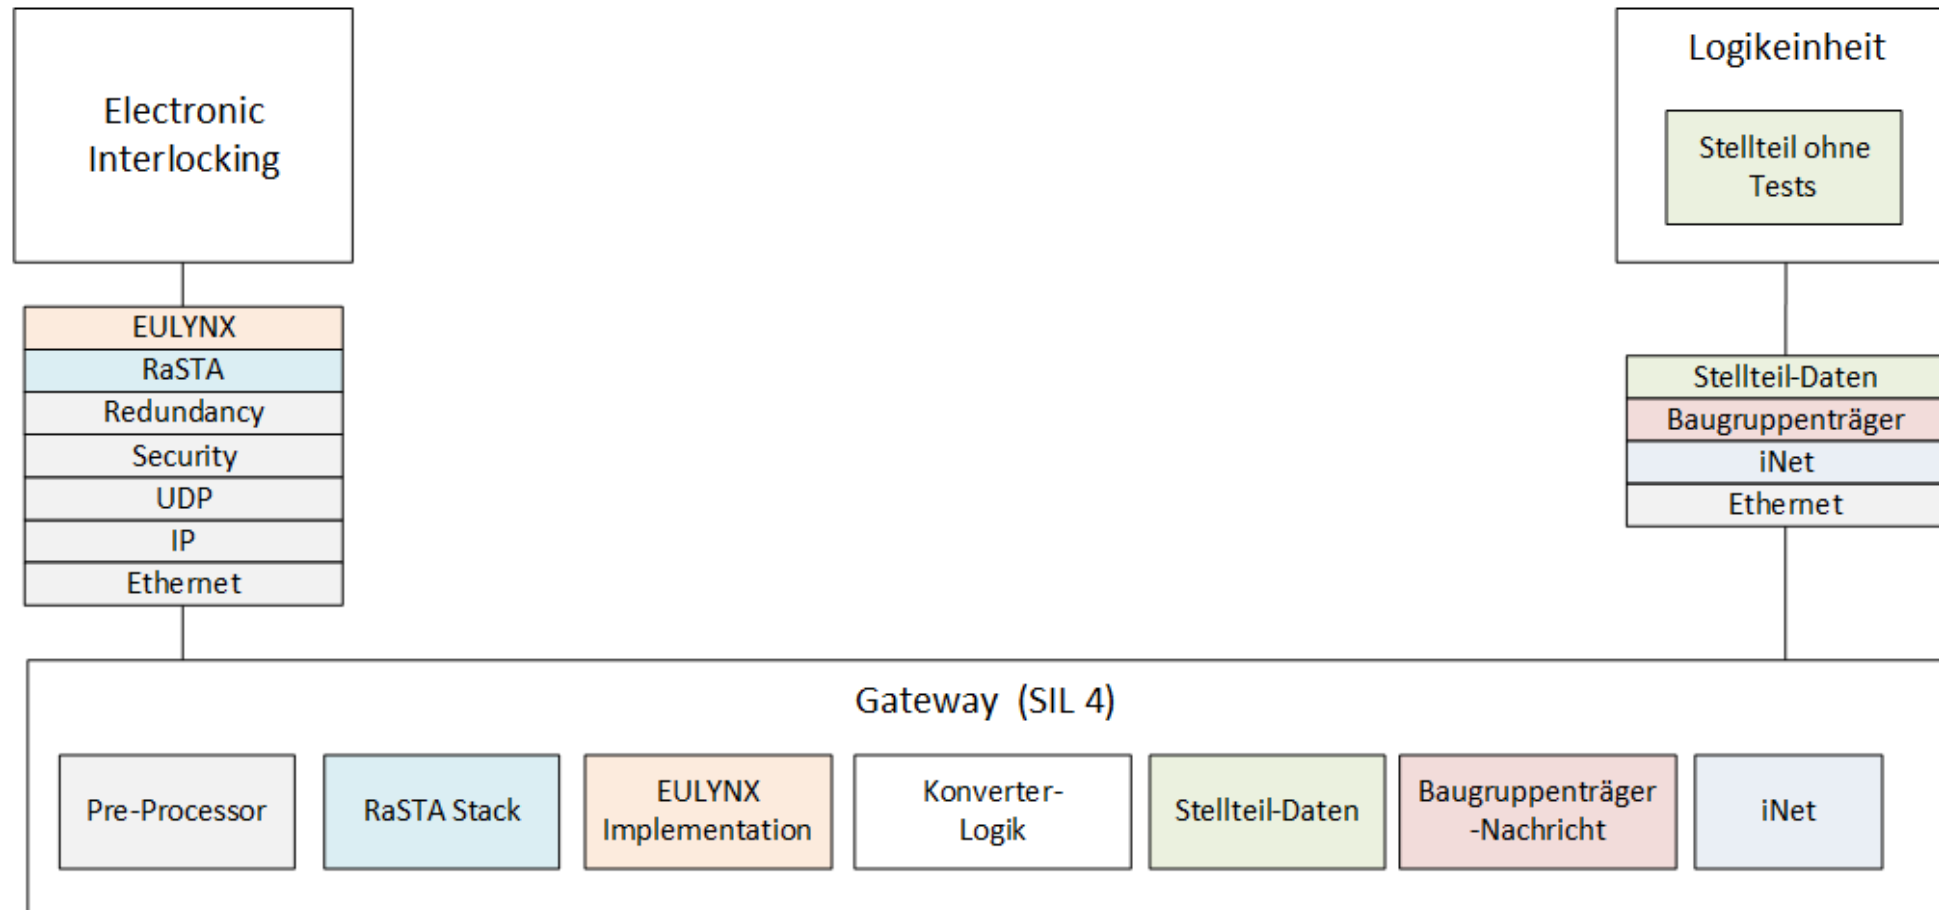 Electronic
Interlocking
Logikeinheit
Stellteil ohne
Tests
EULYNX
RaSTA
Redundancy
Security
UDP
IP
Ethernet
Stellteil-Daten
Baugruppenträger
iNet
Ethernet
Gateway (SIL 4)
Pre-Processor
RaSTA Stack
EULYNX
Implementation
Konverter-
Logik
Stellteil-Daten
Baugruppenträger
-Nachricht
iNet